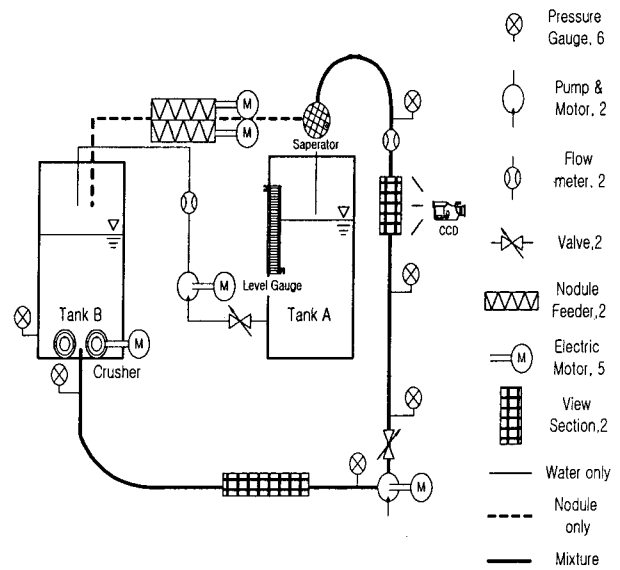 M
M
Saperator
CCD
M
Level Gauge
Tank B
Tank A
M
Crusher
M
Pressure
Gauge, 6
Pump &
Motor, 2
Flow
meter, 2
Valve,2
Nodule
Feeder,2
M
Electric
Motor, 5
View
Section,2
Water only
Nodule
only
Mixture